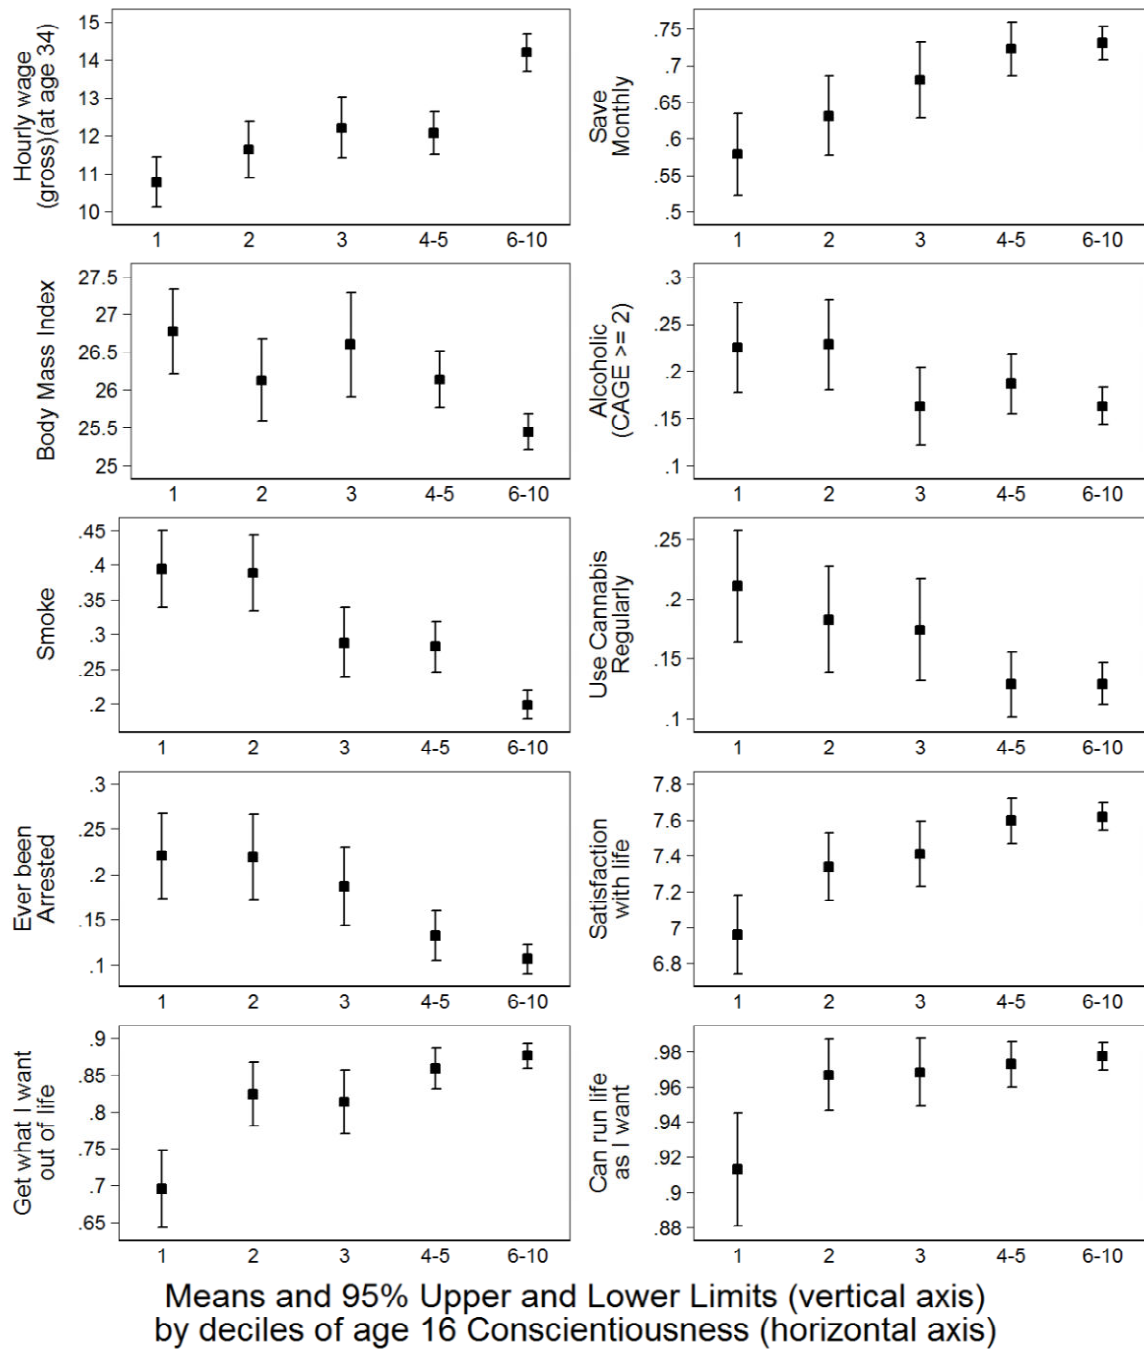 Hourly wage
(gross)(at age 34)
15
14
13
12
11
10
1 2 3 4-5 6-10
Save
Monthly
.75
.7
.65
.6
.55
.5
1 2 3 4-5 6-10
Body Mass Index
27.5
27
26.5
26
25.5
25
1 2 3 4-5 6-10
Alcoholic
(CAGE >= 2)
.3
.25
.2
.15
.1
1 2 3 4-5 6-10
Smoke
.45
.4
.35
.3
.25
.2
1 2 3 4-5 6-10
Use Cannabis
Regularly
.25
.2
.15
.1
1 2 3 4-5 6-10
Ever been
Arrested
.3
.25
.2
.15
.1
1 2 3 4-5 6-10
Satisfaction
with life
7.8
7.6
7.4
7.2
7
6.8
1 2 3 4-5 6-10
Get what I want
out of life
.9
.85
.8
.75
.7
.65
1 2 3 4-5 6-10
Can run life
as I want
.98
.96
.94
.92
.9
.88
1 2 3 4-5 6-10
Means and 95% Upper and Lower Limits (vertical axis)
by deciles of age 16 Conscientiousness (horizontal axis)